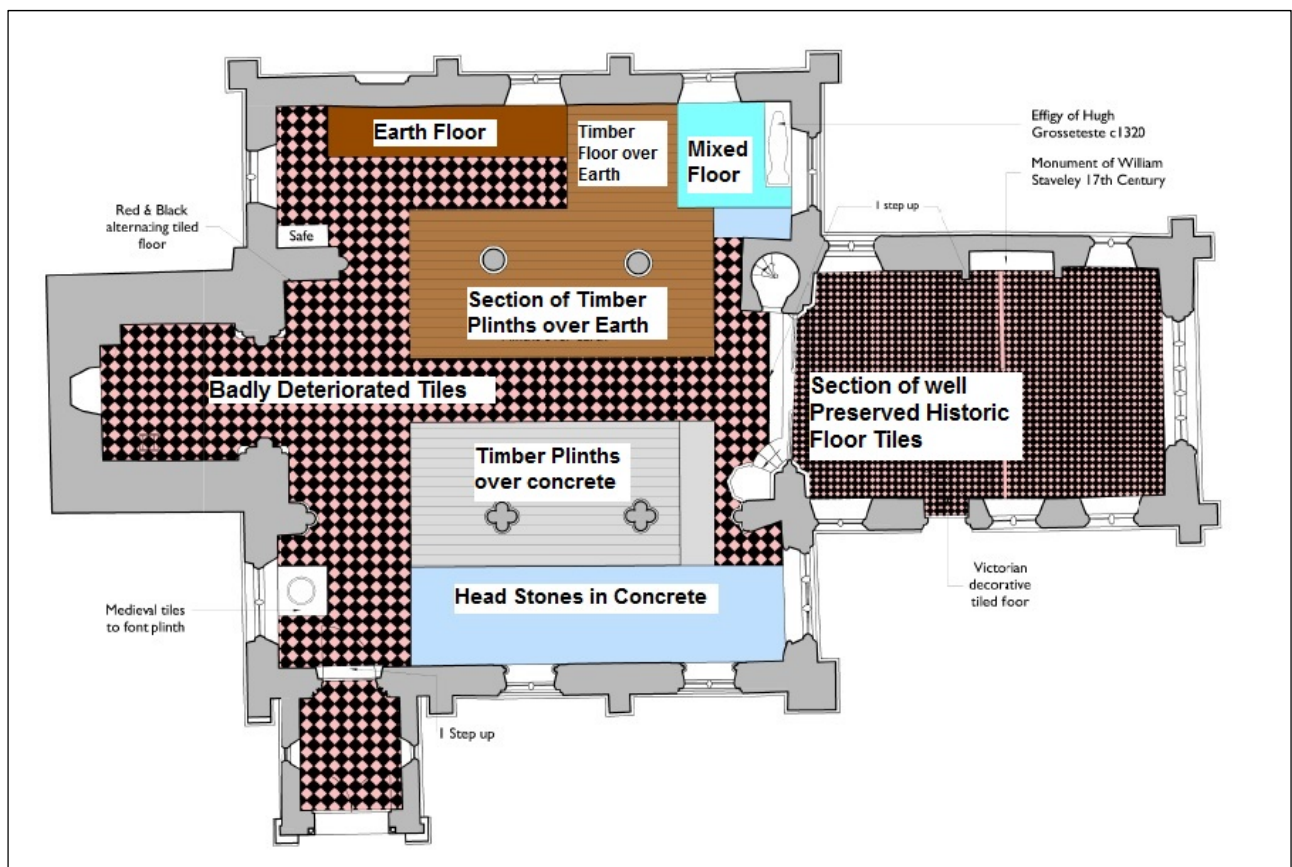 Earth Floor
Timber
Floor over
Earth
Mixed
Floor
Effigy of Hugh
Grosseteste c1320
Monument of William
Staveley 17th Century
Red & Black
alternating tiled
floor
Safe
1 step up
Section of Timber
Plinths over Earth
Badly Deteriorated Tiles
Section of well
Preserved Historic
Floor Tiles
Timber Plinths
over concrete
Head Stones in Concrete
Medieval tiles
to font plinth
Victorian
decorative
tiled foor
1 Step up